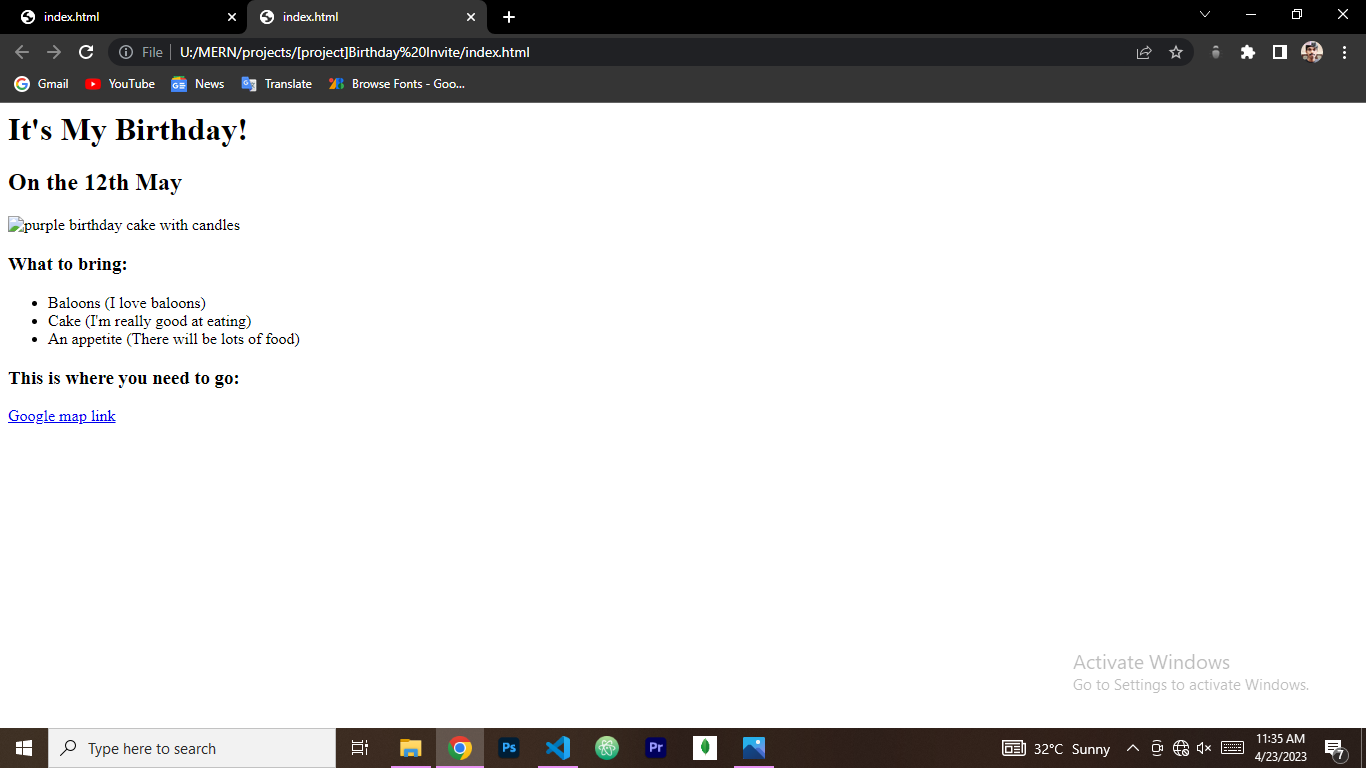 index.html
index.html
File
U:/MERN/projects/[project]Birthday%20Invite/index.html
Gmail
YouTube
News
Translate
Browse Fonts - Goo...
It's My Birthday!
On the 12th May
purple birthday cake with candles
What to bring:
Baloons (I love baloons)
Cake (I'm really good at eating)
An appetite (There will be lots of food)
This is where you need to go:
Google map link
Activate Windows
Go to Settings to activate Windows.
Type here to search
Ps
Pr
32°C Sunny
11:35 AM
4/23/2023
7